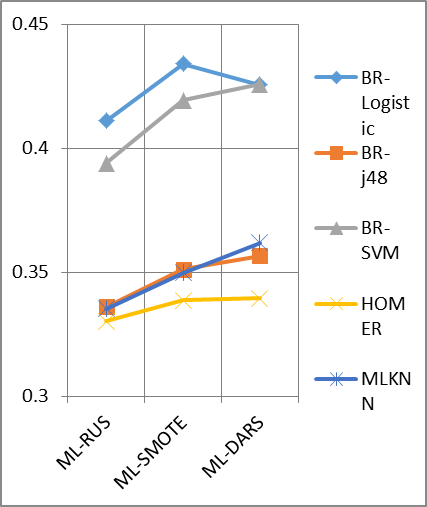 0.45
0.4
0.35
0.3
ML-RUS
ML-SMOTE
ML-DARS
BR-
Logist
ic
BR-
j48
BR-
SVM
HOM
ER
MLKN
N